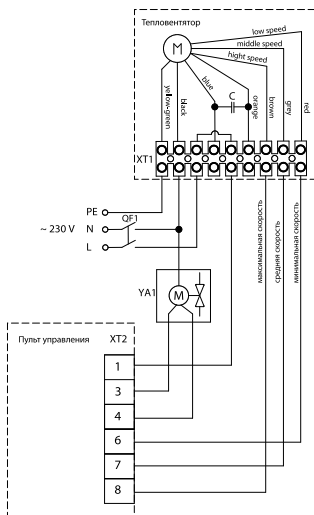 Тепловентятор
low speed
middle speed
hight speed
M
blue
yellow-green
black
C
orange
brown
grey
red
XT1
PE
QF1
~ 230 V
N
L
максимальная скорость
средняя скорость
минимальная скорость
YA1
M
Пульт управления
XT2
1
3
4
6
7
8